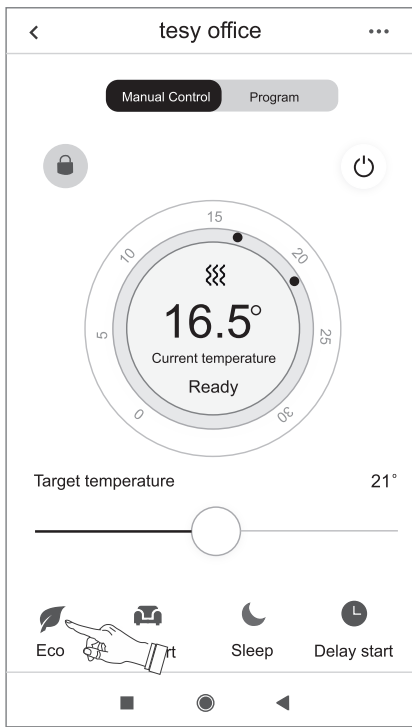 tesy office
Manual Control Program
15
10 20
5 25
0 30
16.5°
Current temperature
Ready
Target temperature 21°
Eco rt Sleep Delay start